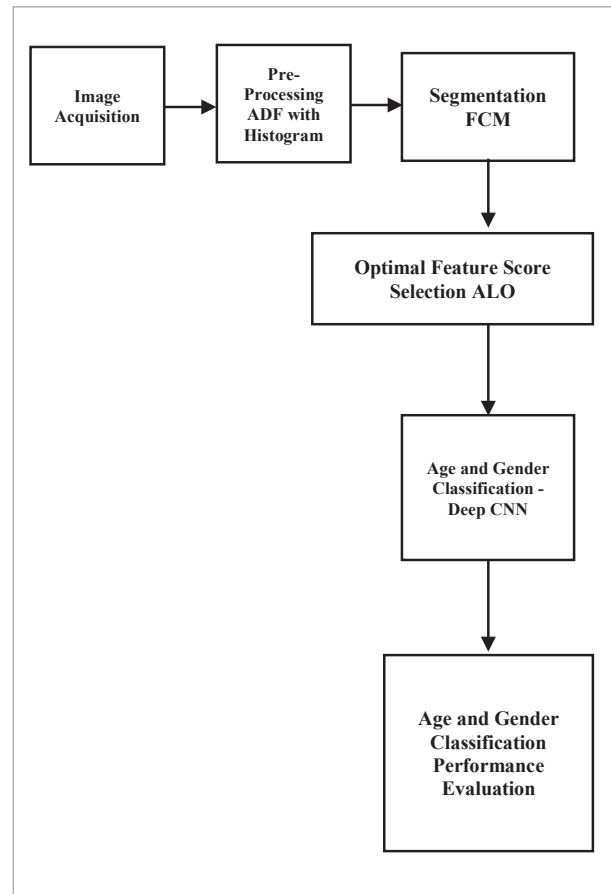 Image
Acquisition
Pre-
Processing
ADF with
Histogram
Segmentation
FCM
Optimal Feature Score
Selection ALO
Age and Gender
Classification -
Deep CNN
Age and Gender
Classification
Performance
Evaluation